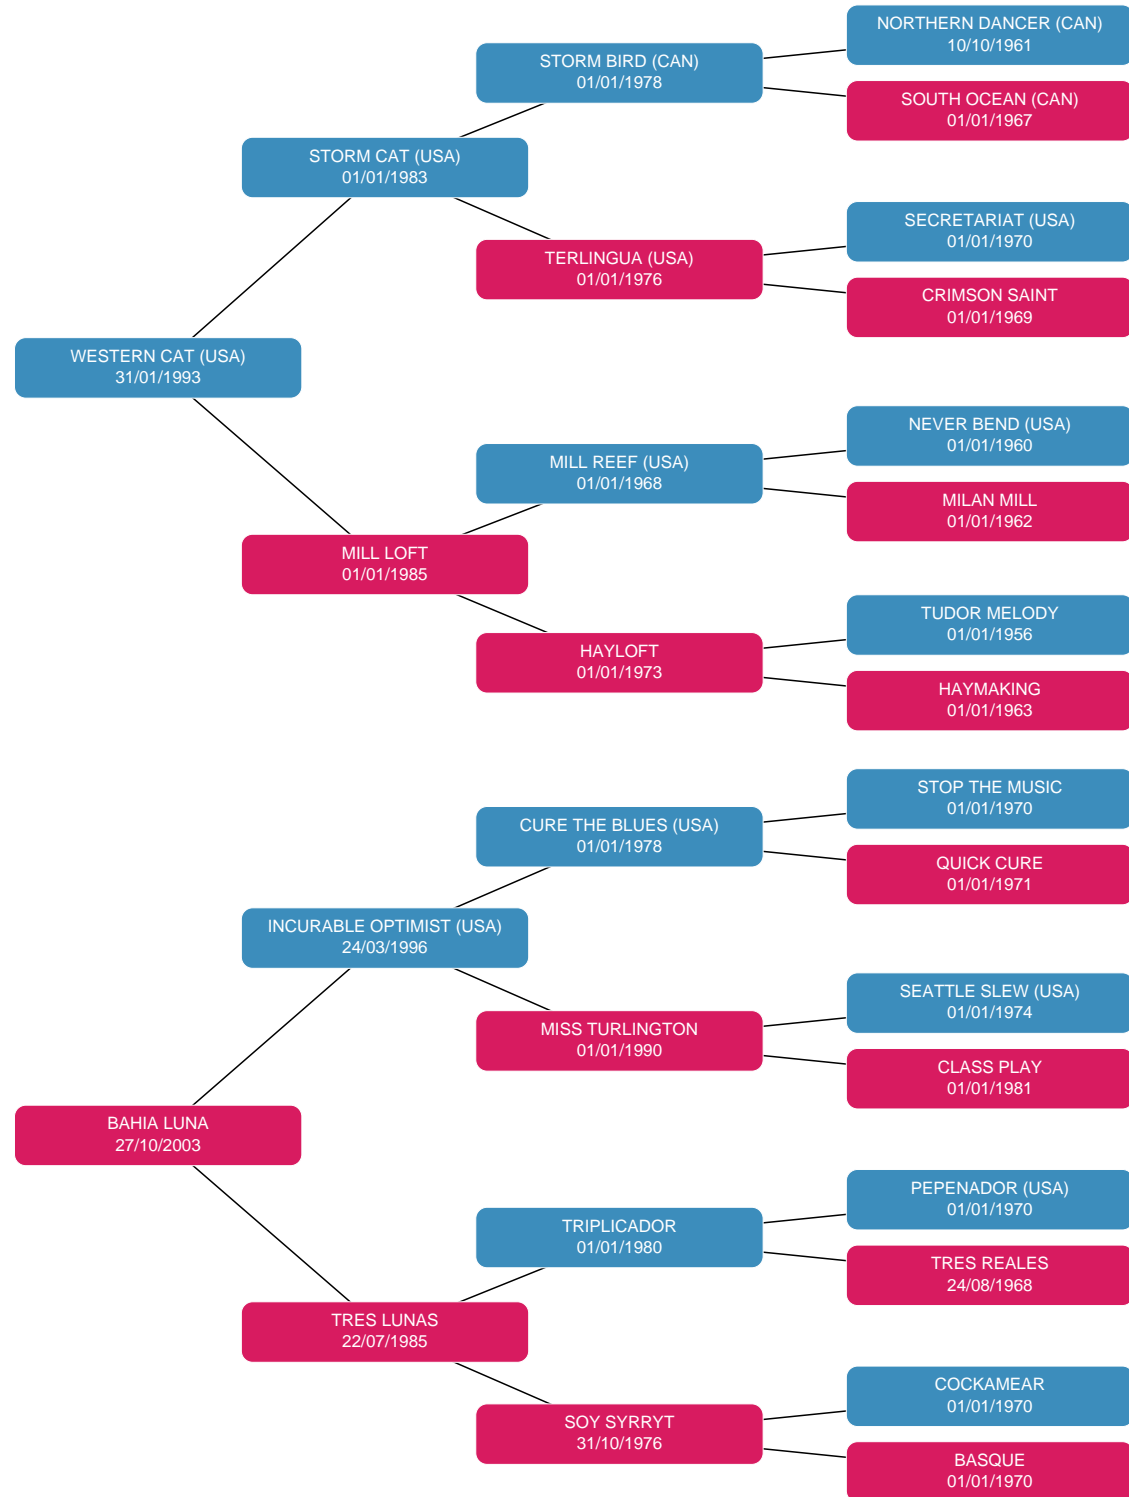 NORTHERN DANCER (CAN)
10/10/1961
STORM BIRD (CAN)
01/01/1978
SOUTH OCEAN (CAN)
01/01/1967
STORM CAT (USA)
01/01/1983
SECRETARIAT (USA)
01/01/1970
TERLINGUA (USA)
01/01/1976
CRIMSON SAINT
01/01/1969
WESTERN CAT (USA)
31/01/1993
NEVER BEND (USA)
01/01/1960
MILL REEF (USA)
01/01/1968
MILAN MILL
01/01/1962
MILL LOFT
01/01/1985
TUDOR MELODY
01/01/1956
HAYLOFT
01/01/1973
HAYMAKING
01/01/1963
STOP THE MUSIC
01/01/1970
CURE THE BLUES (USA)
01/01/1978
QUICK CURE
01/01/1971
INCURABLE OPTIMIST (USA)
24/03/1996
SEATTLE SLEW (USA)
01/01/1974
MISS TURLINGTON
01/01/1990
CLASS PLAY
01/01/1981
BAHIA LUNA
27/10/2003
PEPENADOR (USA)
01/01/1970
TRIPLICADOR
01/01/1980
TRES REALES
24/08/1968
TRES LUNAS
22/07/1985
COCKAMEAR
01/01/1970
SOY SYRRYT
31/10/1976
BASQUE
01/01/1970